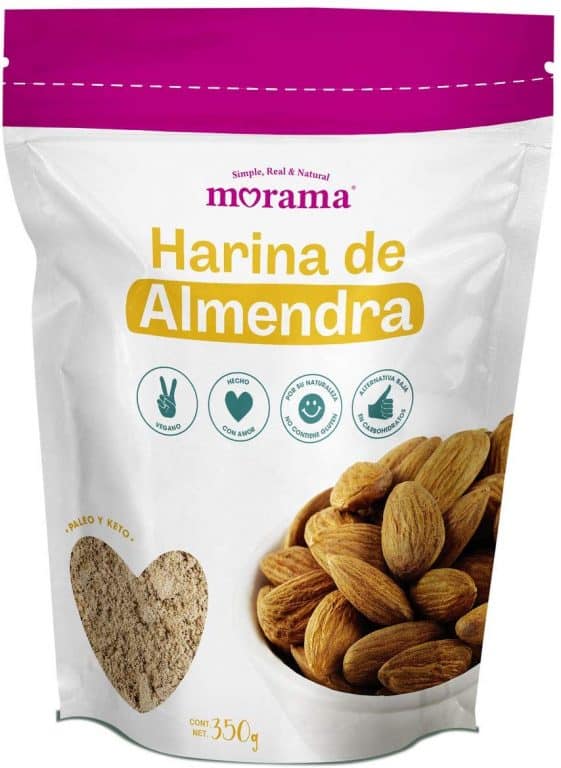 Simple, Real & Natural
morama®
Harina de
Almendra
VEGANO
HECHO
CON AMOR
POR SU NATURALEZA
NO CONTIENE GLUTEN
ALTERNATIVA BAJA
EN CARBOHIDRATOS
• PALEO Y KETO •
CONT.
NET. 350g